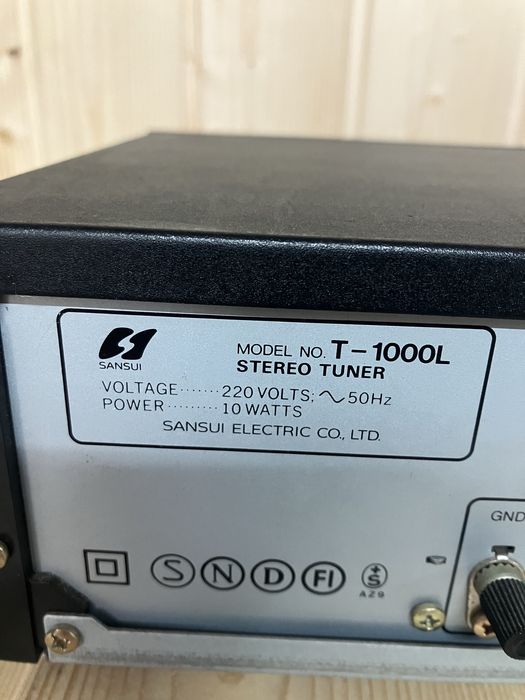 SANSUI
MODEL NO. T-1000L
STEREO TUNER
VOLTAGE·······220 VOLTS; ∿50Hz
POWER·········10 WATTS
SANSUI ELECTRIC CO., LTD.
GND
S N D FI +S
AZ9